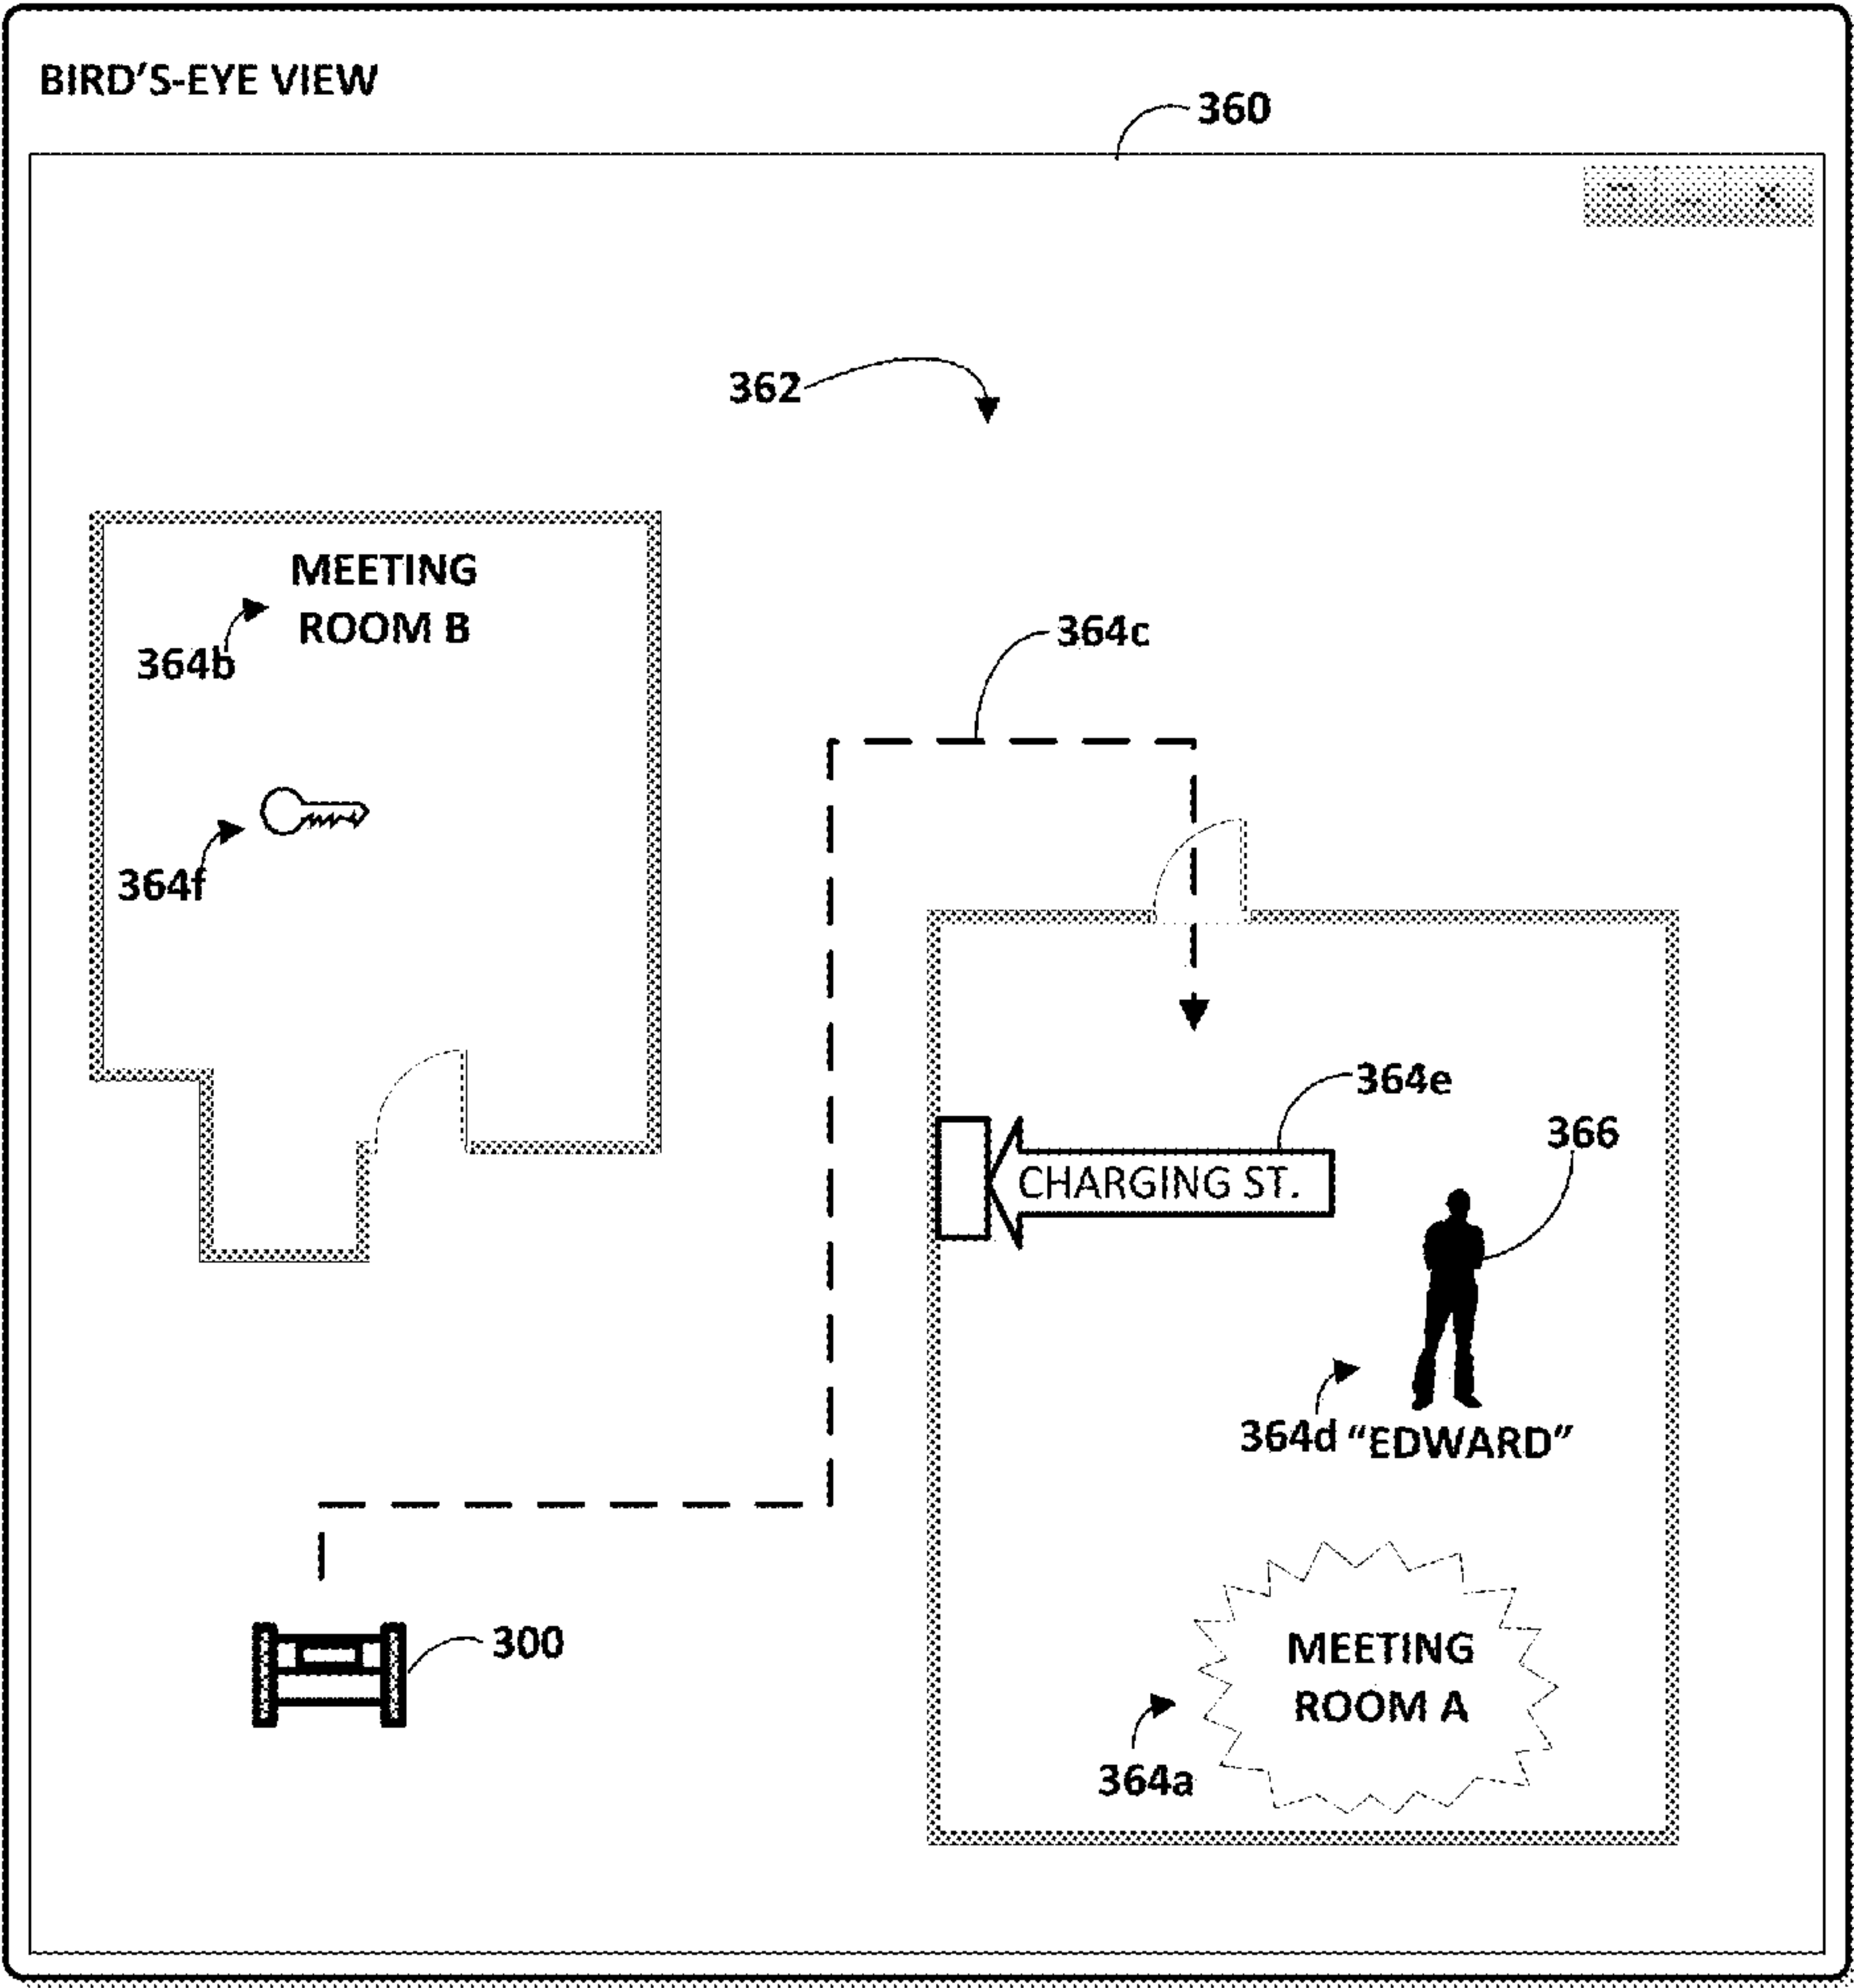 BIRD'S-EYE VIEW
360
362
MEETING
ROOM B
364b
364c
364f
364e
CHARGING ST.
366
364d "EDWARD"
300
MEETING
ROOM A
364a